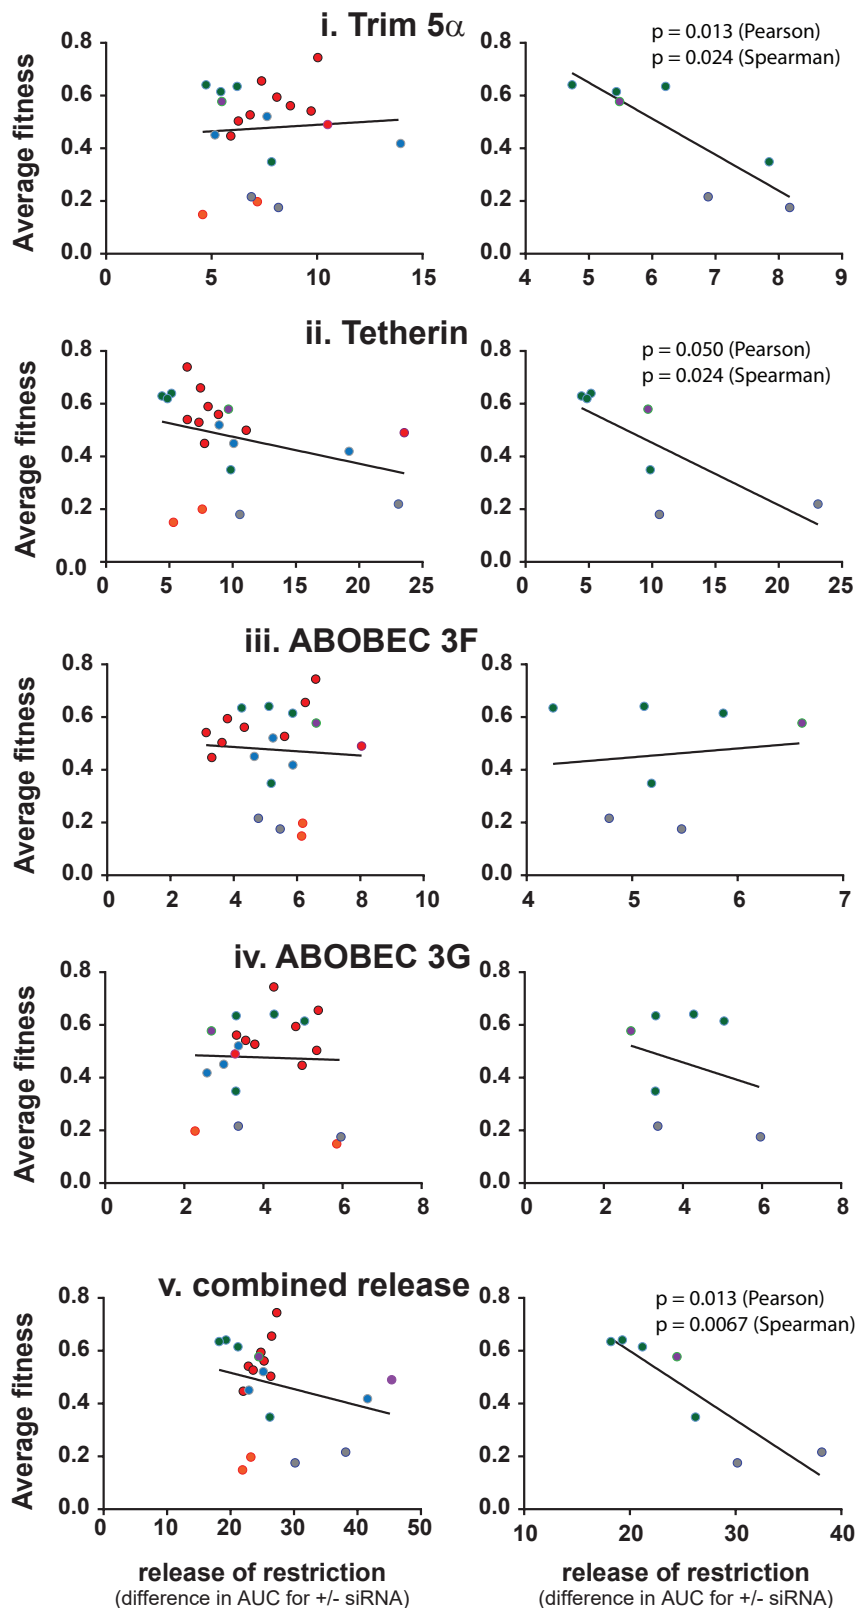 i. Trim 5α
p = 0.013 (Pearson)
p = 0.024 (Spearman)
Average fitness
0.8
0.6
0.4
0.2
0.0
0 5 10 15
0.8
0.6
0.4
0.2
0.0
4 5 6 7 8 9
ii. Tetherin
p = 0.050 (Pearson)
p = 0.024 (Spearman)
Average fitness
0.8
0.6
0.4
0.2
0.0
0 5 10 15 20 25
0.8
0.6
0.4
0.2
0.0
0 5 10 15 20 25
iii. ABOBEC 3F
Average fitness
0.8
0.6
0.4
0.2
0.0
0 2 4 6 8 10
0.8
0.6
0.4
0.2
0.0
4 5 6 7
iv. ABOBEC 3G
Average fitness
0.8
0.6
0.4
0.2
0.0
0 2 4 6 8
0.8
0.6
0.4
0.2
0.0
0 2 4 6 8
v. combined release
p = 0.013 (Pearson)
p = 0.0067 (Spearman)
Average fitness
0.8
0.6
0.4
0.2
0.0
0 10 20 30 40 50
0.8
0.6
0.4
0.2
0.0
10 20 30 40
release of restriction
(difference in AUC for +/- siRNA)
release of restriction
(difference in AUC for +/- siRNA)